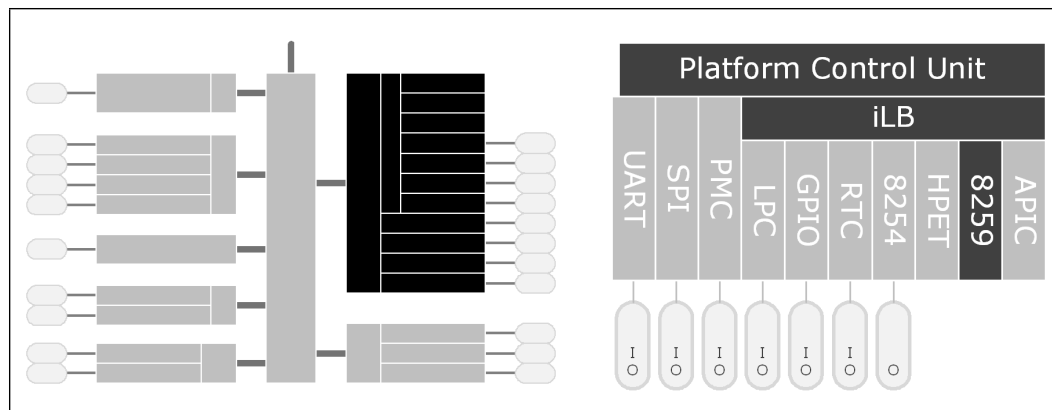 Platform Control Unit
iLB
UART
SPI
PMC
LPC
GPIO
RTC
8254
HPET
8259
APIC
I
O
I
O
I
O
I
O
I
O
I
O
O